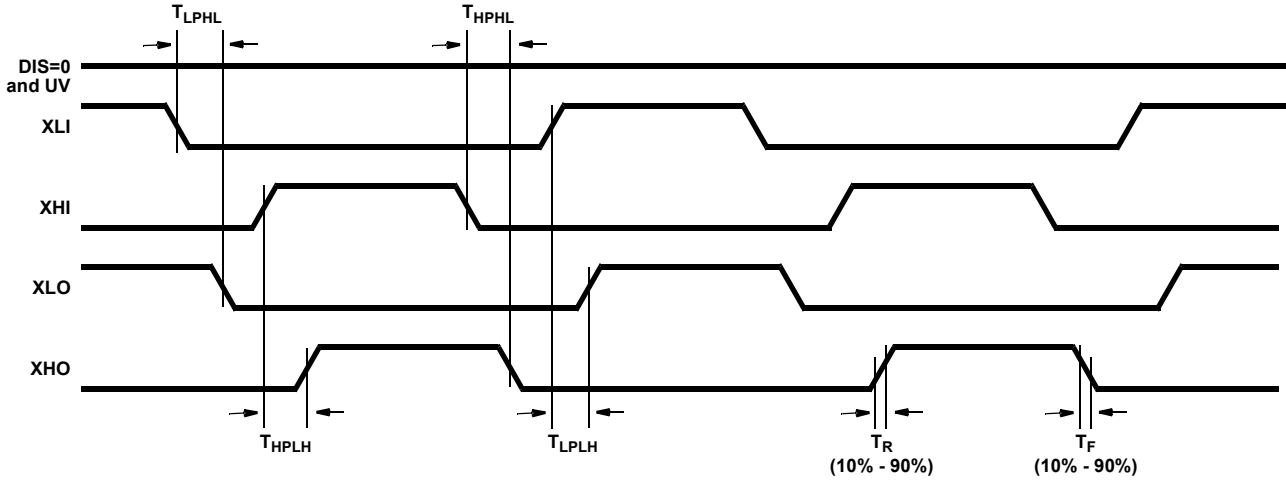 TLPHL
THPHL
DIS=0
and UV
XLI
XHI
XLO
XHO
THPLH
TLPLH
TR
(10% - 90%)
TF
(10% - 90%)